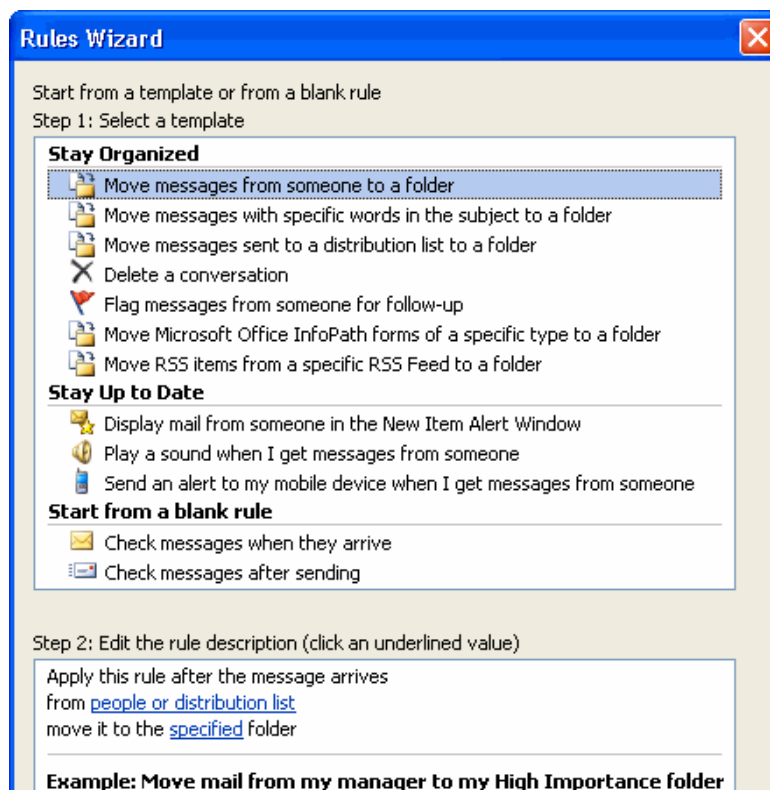 Rules Wizard
Start from a template or from a blank rule
Step 1: Select a template
Stay Organized
Move messages from someone to a folder
Move messages with specific words in the subject to a folder
Move messages sent to a distribution list to a folder
Delete a conversation
Flag messages from someone for follow-up
Move Microsoft Office InfoPath forms of a specific type to a folder
Move RSS items from a specific RSS Feed to a folder
Stay Up to Date
Display mail from someone in the New Item Alert Window
Play a sound when I get messages from someone
Send an alert to my mobile device when I get messages from someone
Start from a blank rule
Check messages when they arrive
Check messages after sending
Step 2: Edit the rule description (click an underlined value)
Apply this rule after the message arrives
from people or distribution list
move it to the specified folder
Example: Move mail from my manager to my High Importance folder